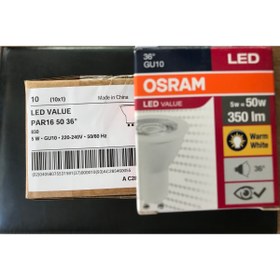 10 (10x1)
Made in China
LED VALUE
PAR16 50 36°
5 W • GU10 • 220-240V • 50/60 Hz
A C2
36°
GU10
LED
OSRAM
LED VALUE
5W=50W
350 lm
Warm
White
36°